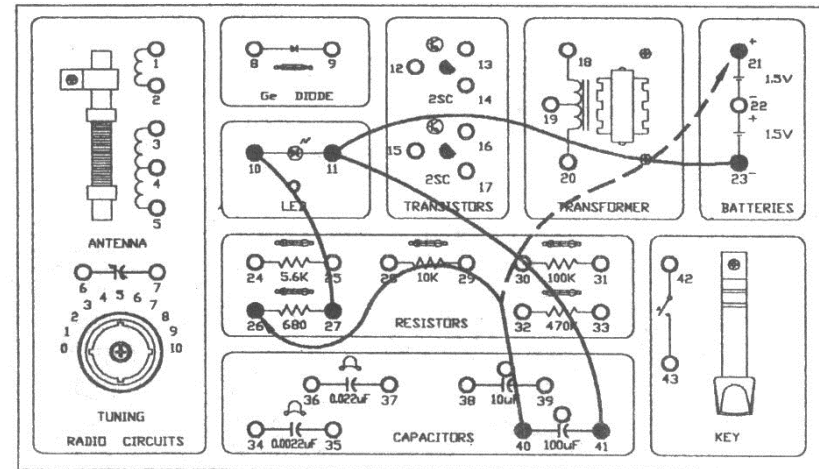 1
2
3
4
5
ANTENNA
6 7
0 1 2 3 4 5 6 7 8 9 10
TUNING
RADIO CIRCUITS
8 9
Ge DIODE
10 11
LED
12 13
14
2SC
15 16
17
2SC
TRANSISTORS
18
19
20
TRANSFORMER
+
21
1.5V
-
22
+
1.5V
23-
BATTERIES
24 5.6K 25
28 10K 29
30 100K 31
26 680 27
32 470K 33
RESISTORS
36 0.022uF 37
38 10uF 39
34 0.0022uF 35
40 100uF 41
CAPACITORS
42
43
KEY